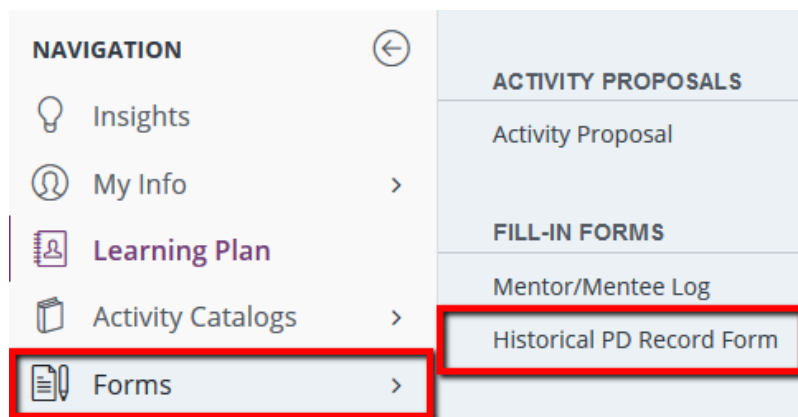 NAVIGATION
Insights
My Info
Learning Plan
Activity Catalogs
Forms
ACTIVITY PROPOSALS
Activity Proposal
FILL-IN FORMS
Mentor/Mentee Log
Historical PD Record Form